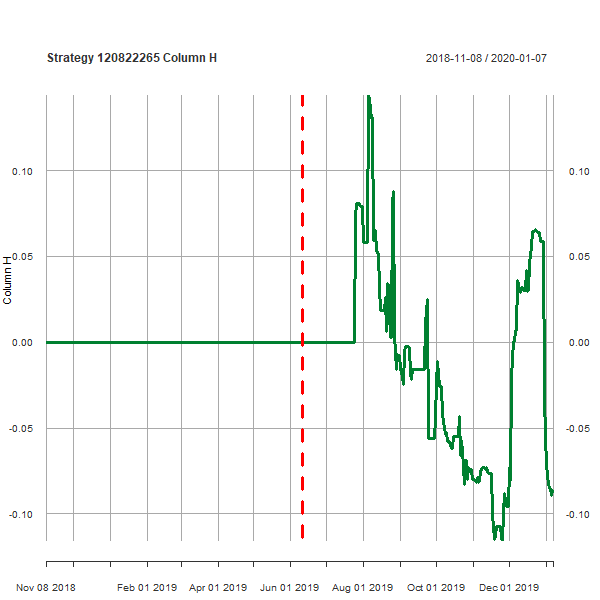 Strategy 120822265 Column H 2018-11-08 / 2020-01-07
0.10 0.10
0.05 0.05
Column H
0.00 0.00
-0.05 -0.05
-0.10 -0.10
Nov 08 2018 Feb 01 2019 Apr 01 2019 Jun 01 2019 Aug 01 2019 Oct 01 2019 Dec 01 2019